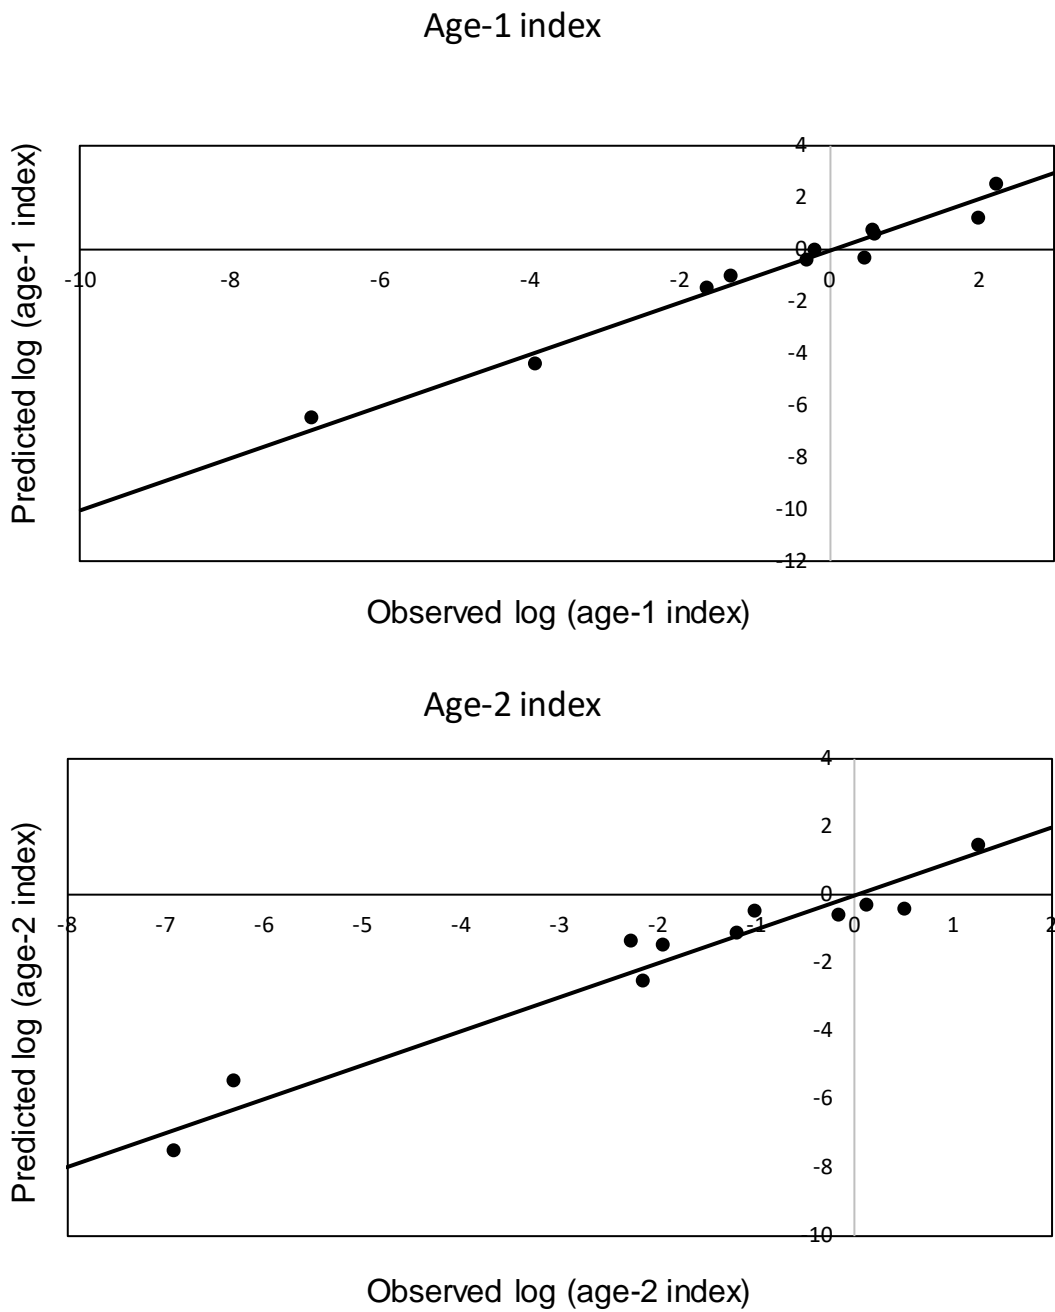 Age-1 index
Predicted log (age-1 index)
4
2
0
-10 -8 -6 -4 -2 0 2
-2
-4
-6
-8
-10
-12
Observed log (age-1 index)
Age-2 index
Predicted log (age-2 index)
4
2
0
-8 -7 -6 -5 -4 -3 -2 -1 0 1 2
-2
-4
-6
-8
-10
Observed log (age-2 index)